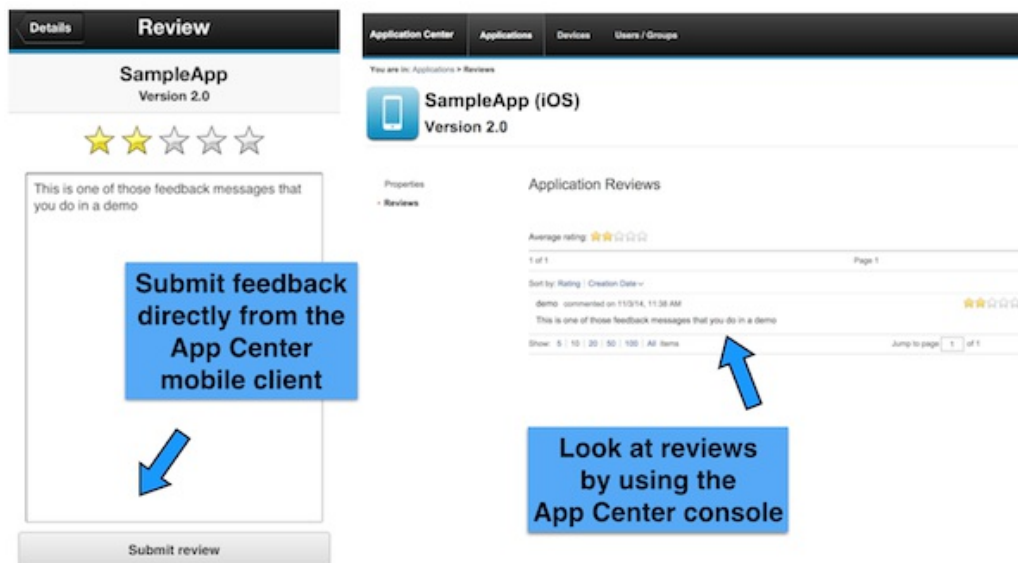 Details
Review
SampleApp
Version 2.0
This is one of those feedback messages that
you do in a demo
Submit feedback
directly from the
App Center
mobile client
Submit review
Application Center Applications Devices Users / Groups
You are in: Applications > Reviews
SampleApp (iOS)
Version 2.0
Properties
Reviews
Application Reviews
Average rating:
1 of 1 Page 1
Sort by: Rating | Creation Date
demo commented on 11/3/14, 11:38 AM
This is one of those feedback messages that you do in a demo
Show: 5 | 10 | 20 | 50 | 100 | All items Jump to page 1 of 1
Look at reviews
by using the
App Center console